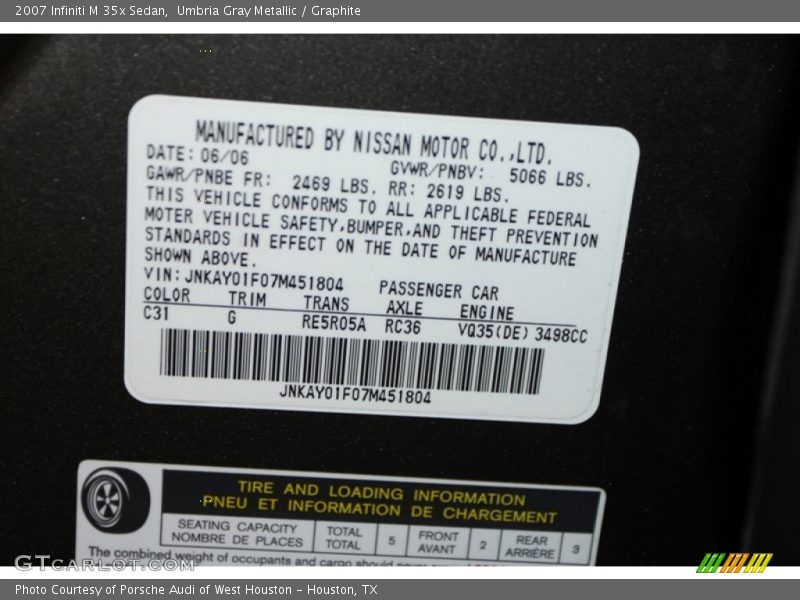 2007 Infiniti M 35x Sedan,  Umbria Gray Metallic / Graphite
MANUFACTURED BY NISSAN MOTOR CO.,LTD.
DATE: 06/06 GVWR/PNBV: 5066 LBS.
GAWR/PNBE FR: 2469 LBS. RR: 2619 LBS.
THIS VEHICLE CONFORMS TO ALL APPLICABLE FEDERAL
MOTER VEHICLE SAFETY,BUMPER,AND THEFT PREVENTION
STANDARDS IN EFFECT ON THE DATE OF MANUFACTURE
SHOWN ABOVE.
VIN: JNKAY01F07M451804 PASSENGER CAR
COLOR TRIM TRANS AXLE ENGINE
C31 G RE5R05A RC36 VQ35(DE) 3498CC
JNKAY01F07M451804
TIRE AND LOADING INFORMATION
PNEU ET INFORMATION DE CHARGEMENT
SEATING CAPACITY TOTAL 5 FRONT 2 REAR 3
NOMBRE DE PLACES TOTAL AVANT ARRIÈRE
The combined weight of occupants and cargo should never
GTCarLot.com
Photo Courtesy of Porsche Audi of West Houston - Houston, TX